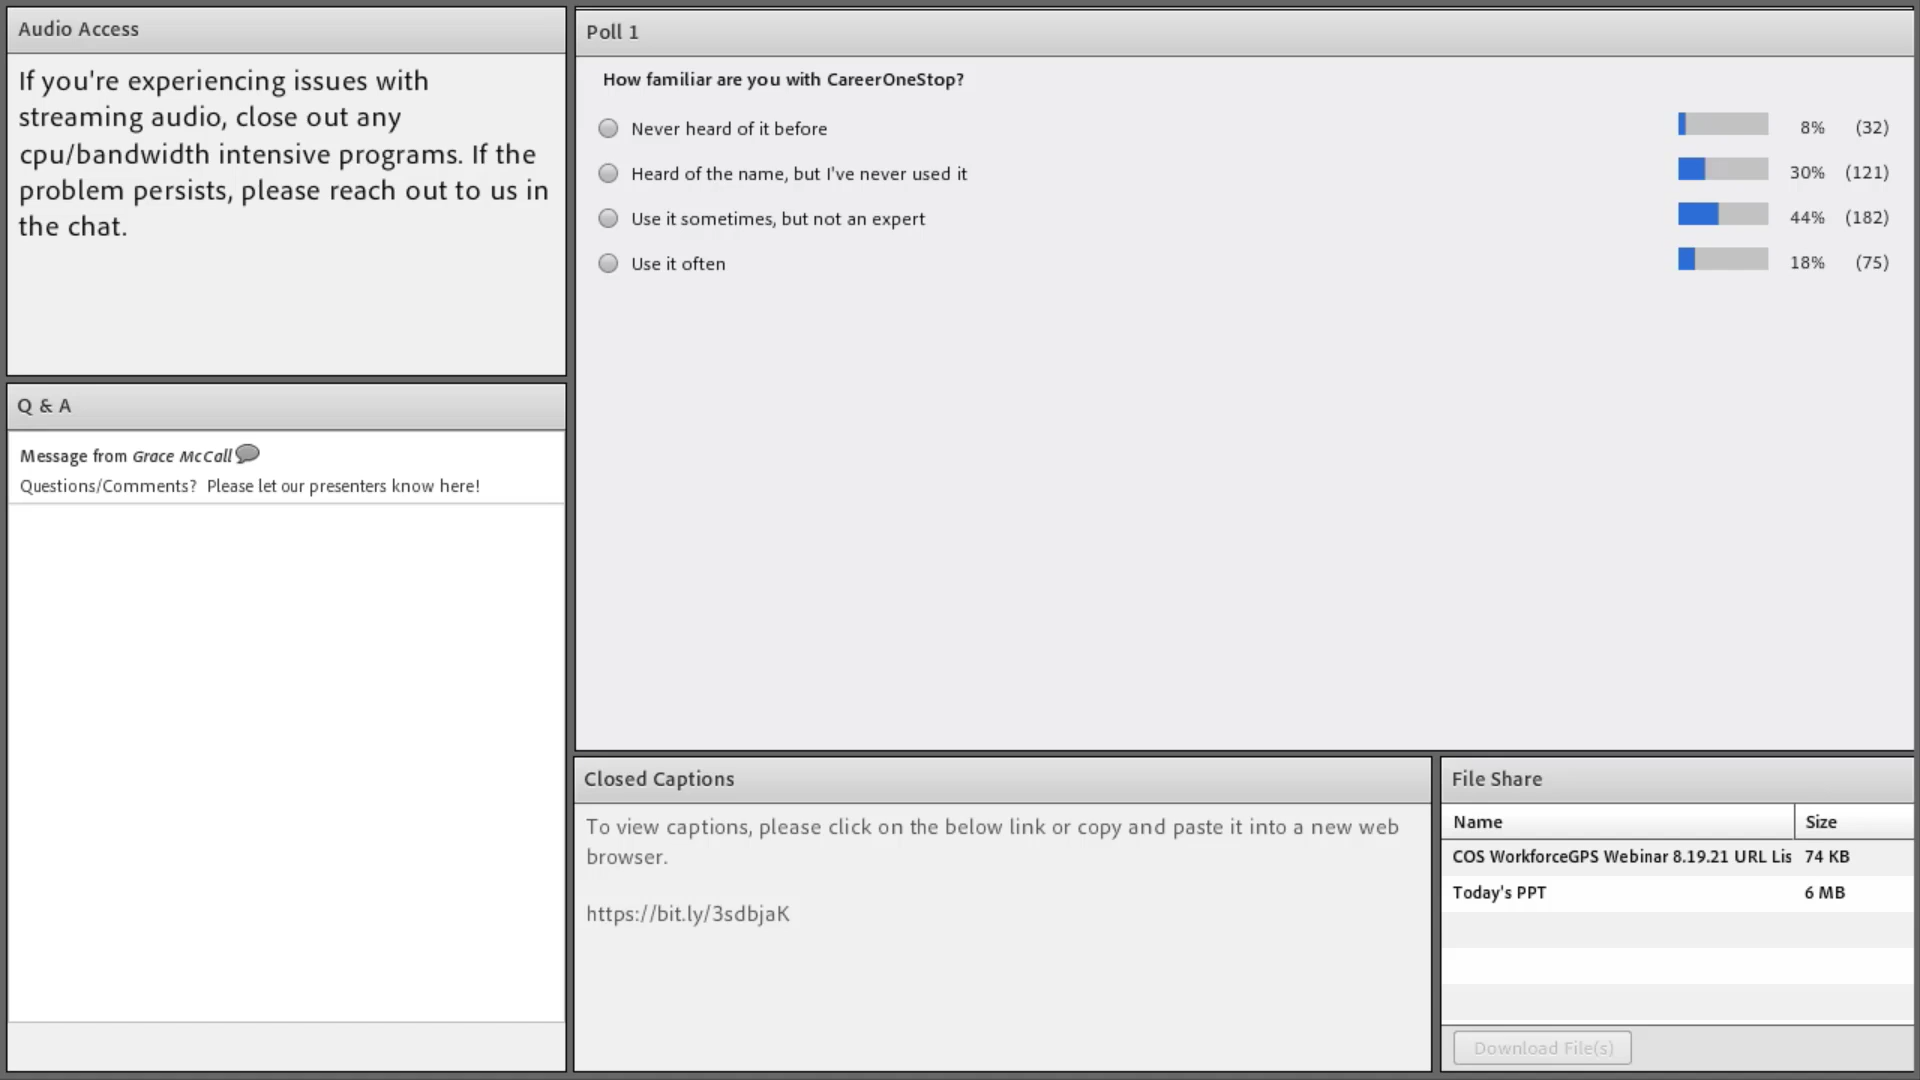 Audio Access
If you're experiencing issues with
streaming audio, close out any
cpu/bandwidth intensive programs. If the
problem persists, please reach out to us in
the chat.
Q & A
Message from Grace McCall
Questions/Comments?  Please let our presenters know here!
Poll 1
How familiar are you with CareerOneStop?
Never heard of it before 8% (32)
Heard of the name, but I've never used it 30% (121)
Use it sometimes, but not an expert 44% (182)
Use it often 18% (75)
Closed Captions
To view captions, please click on the below link or copy and paste it into a new web
browser.
https://bit.ly/3sdbjaK
File Share
Name Size
COS WorkforceGPS Webinar 8.19.21 URL Lis 74 KB
Today's PPT 6 MB
Download File(s)